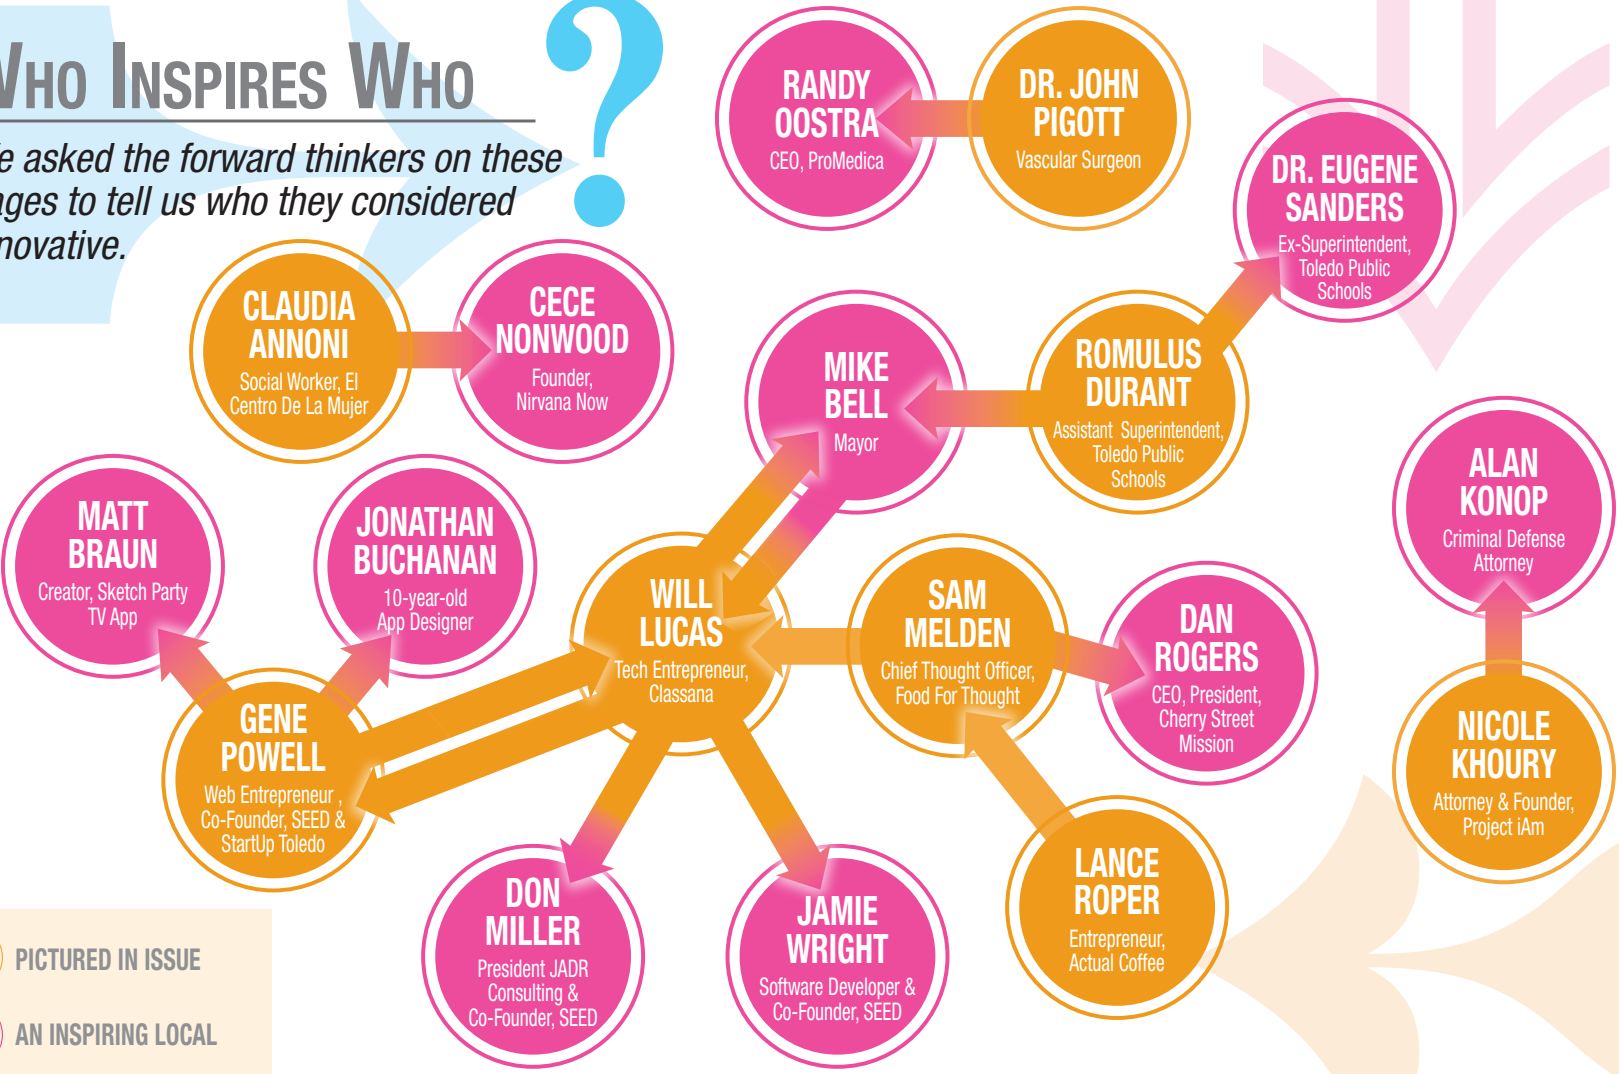 WHO INSPIRES WHO
?
e asked the forward thinkers on these
ages to tell us who they considered
novative.
RANDY
OOSTRA
CEO, ProMedica
DR. JOHN
PIGOTT
Vascular Surgeon
DR. EUGENE
SANDERS
Ex-Superintendent,
Toledo Public
Schools
CLAUDIA
ANNONI
Social Worker, El
Centro De La Mujer
CECE
NONWOOD
Founder,
Nirvana Now
MIKE
BELL
Mayor
ROMULUS
DURANT
Assistant Superintendent,
Toledo Public
Schools
ALAN
KONOP
Criminal Defense
Attorney
MATT
BRAUN
Creator, Sketch Party
TV App
JONATHAN
BUCHANAN
10-year-old
App Designer
WILL
LUCAS
Tech Entrepreneur,
Classana
SAM
MELDEN
Chief Thought Officer,
Food For Thought
DAN
ROGERS
CEO, President,
Cherry Street
Mission
GENE
POWELL
Web Entrepreneur ,
Co-Founder, SEED &
StartUp Toledo
NICOLE
KHOURY
Attorney & Founder,
Project iAm
DON
MILLER
President JADR
Consulting &
Co-Founder, SEED
JAMIE
WRIGHT
Software Developer &
Co-Founder, SEED
LANCE
ROPER
Entrepreneur,
Actual Coffee
PICTURED IN ISSUE
AN INSPIRING LOCAL